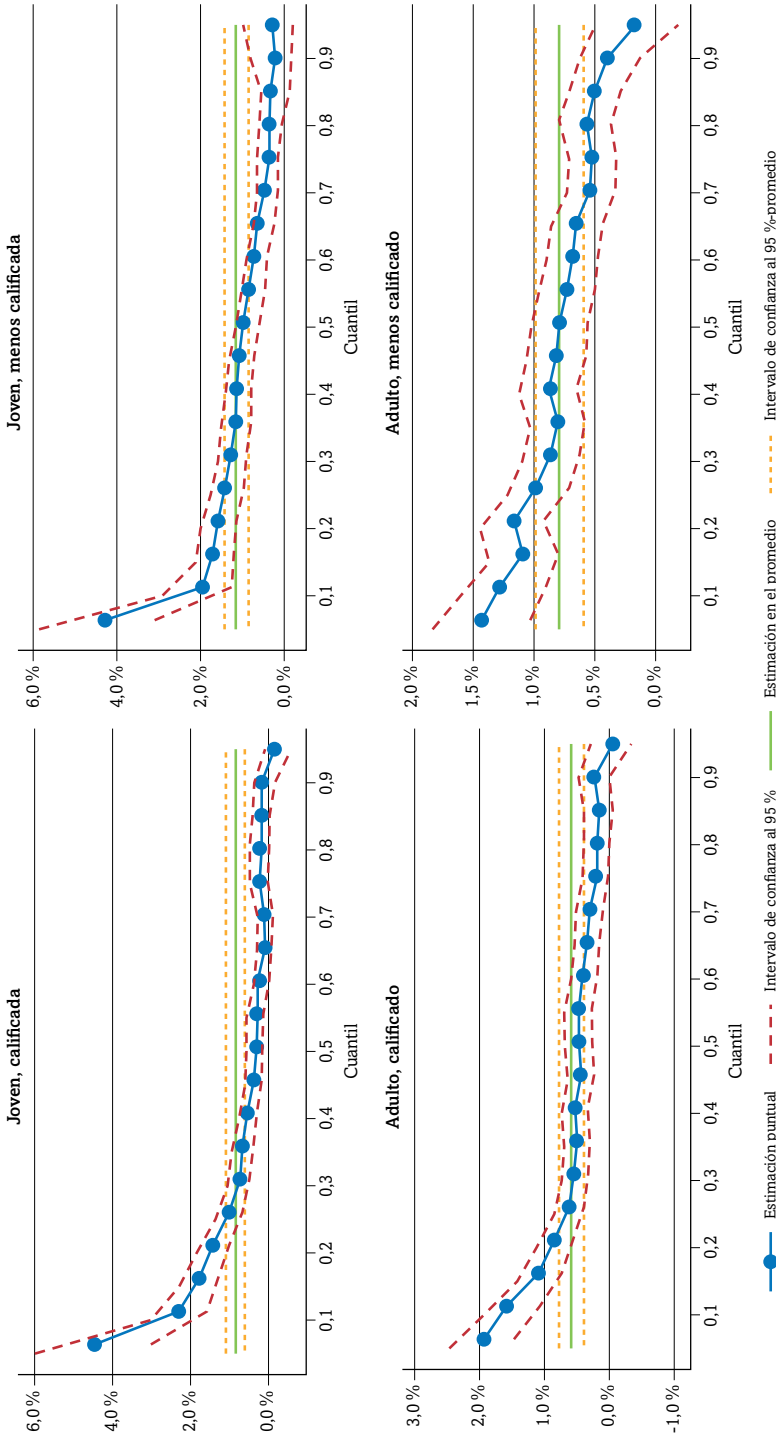 Joven, calificada
6,0 %
4,0 %
2,0 %
0,0 %
0,1 0,2 0,3 0,4 0,5 0,6 0,7 0,8 0,9
Cuantil
Joven, menos calificada
6,0 %
4,0 %
2,0 %
0,0 %
0,1 0,2 0,3 0,4 0,5 0,6 0,7 0,8 0,9
Cuantil
Adulto, calificado
3,0 %
2,0 %
1,0 %
0,0 %
-1,0 %
0,1 0,2 0,3 0,4 0,5 0,6 0,7 0,8 0,9
Cuantil
Adulto, menos calificado
2,0 %
1,5 %
1,0 %
0,5 %
0,0 %
0,1 0,2 0,3 0,4 0,5 0,6 0,7 0,8 0,9
Cuantil
Estimación puntual Intervalo de confianza al 95 % Estimación en el promedio Intervalo de confianza al 95 %-promedio